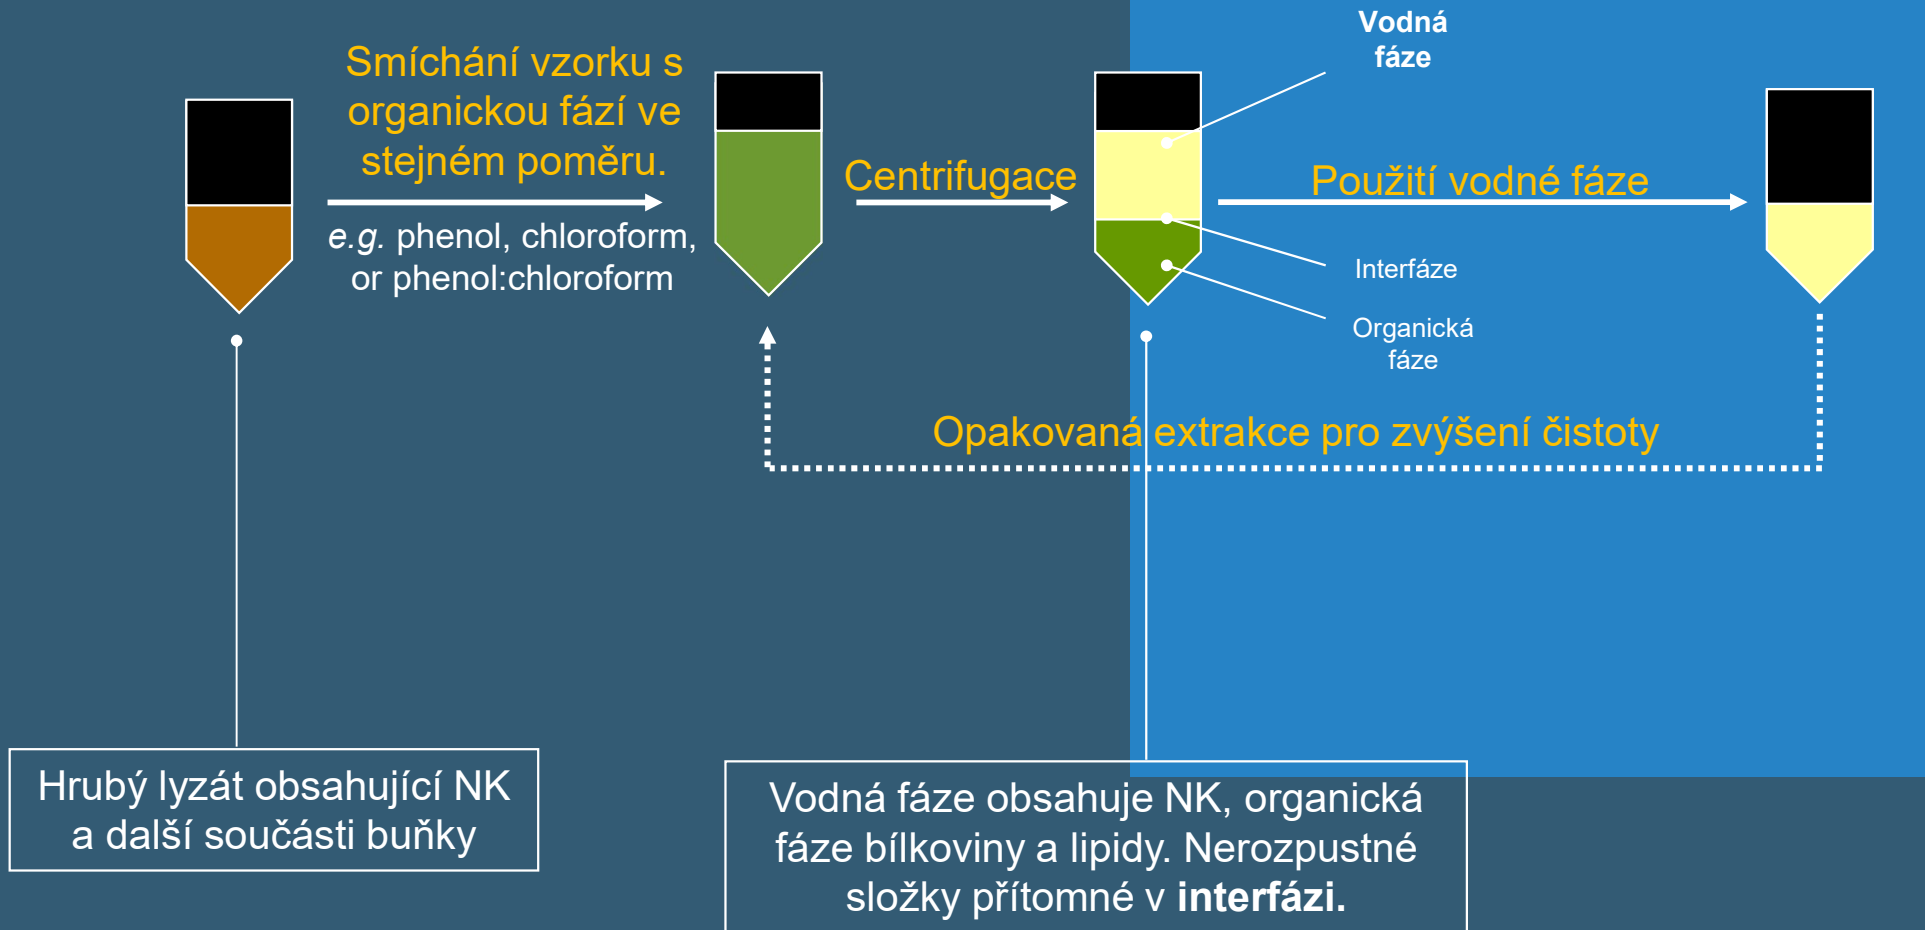 Smíchání vzorku s
organickou fází ve
stejném poměru.
e.g. phenol, chloroform,
or phenol:chloroform
Centrifugace
Vodná
fáze
Použití vodné fáze
Interfáze
Organická
fáze
Opakovaná extrakce pro zvýšení čistoty
Hrubý lyzát obsahující NK
a další součásti buňky
Vodná fáze obsahuje NK, organická
fáze bílkoviny a lipidy. Nerozpustné
složky přítomné v interfázi.